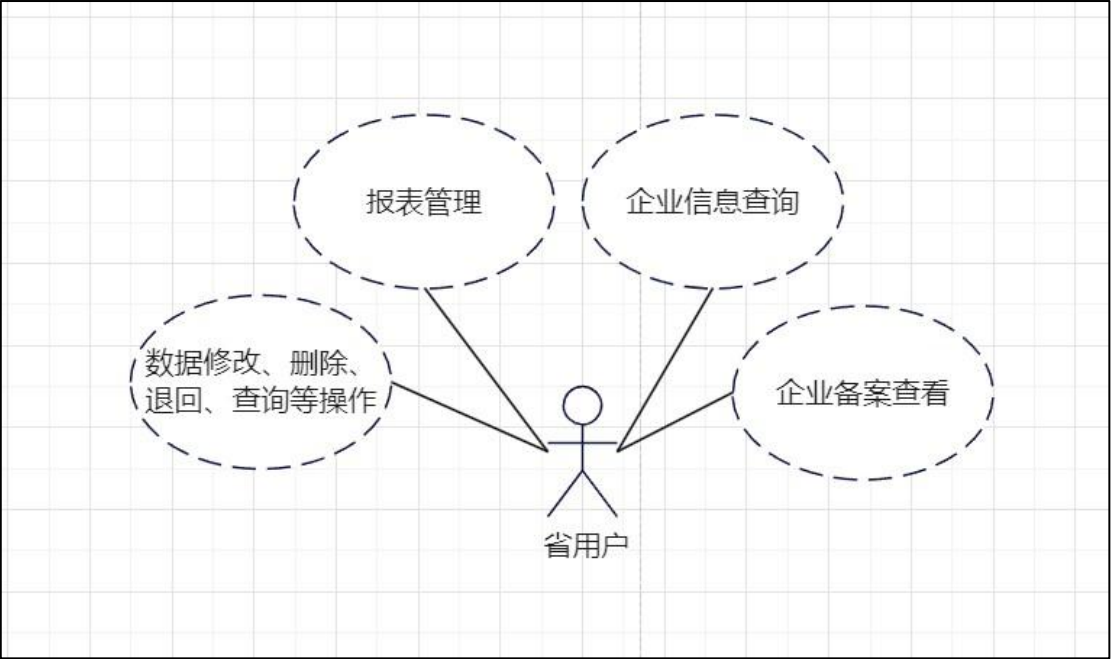 报表管理
企业信息查询
数据修改、删除、
退回、查询等操作
企业备案查看
省用户